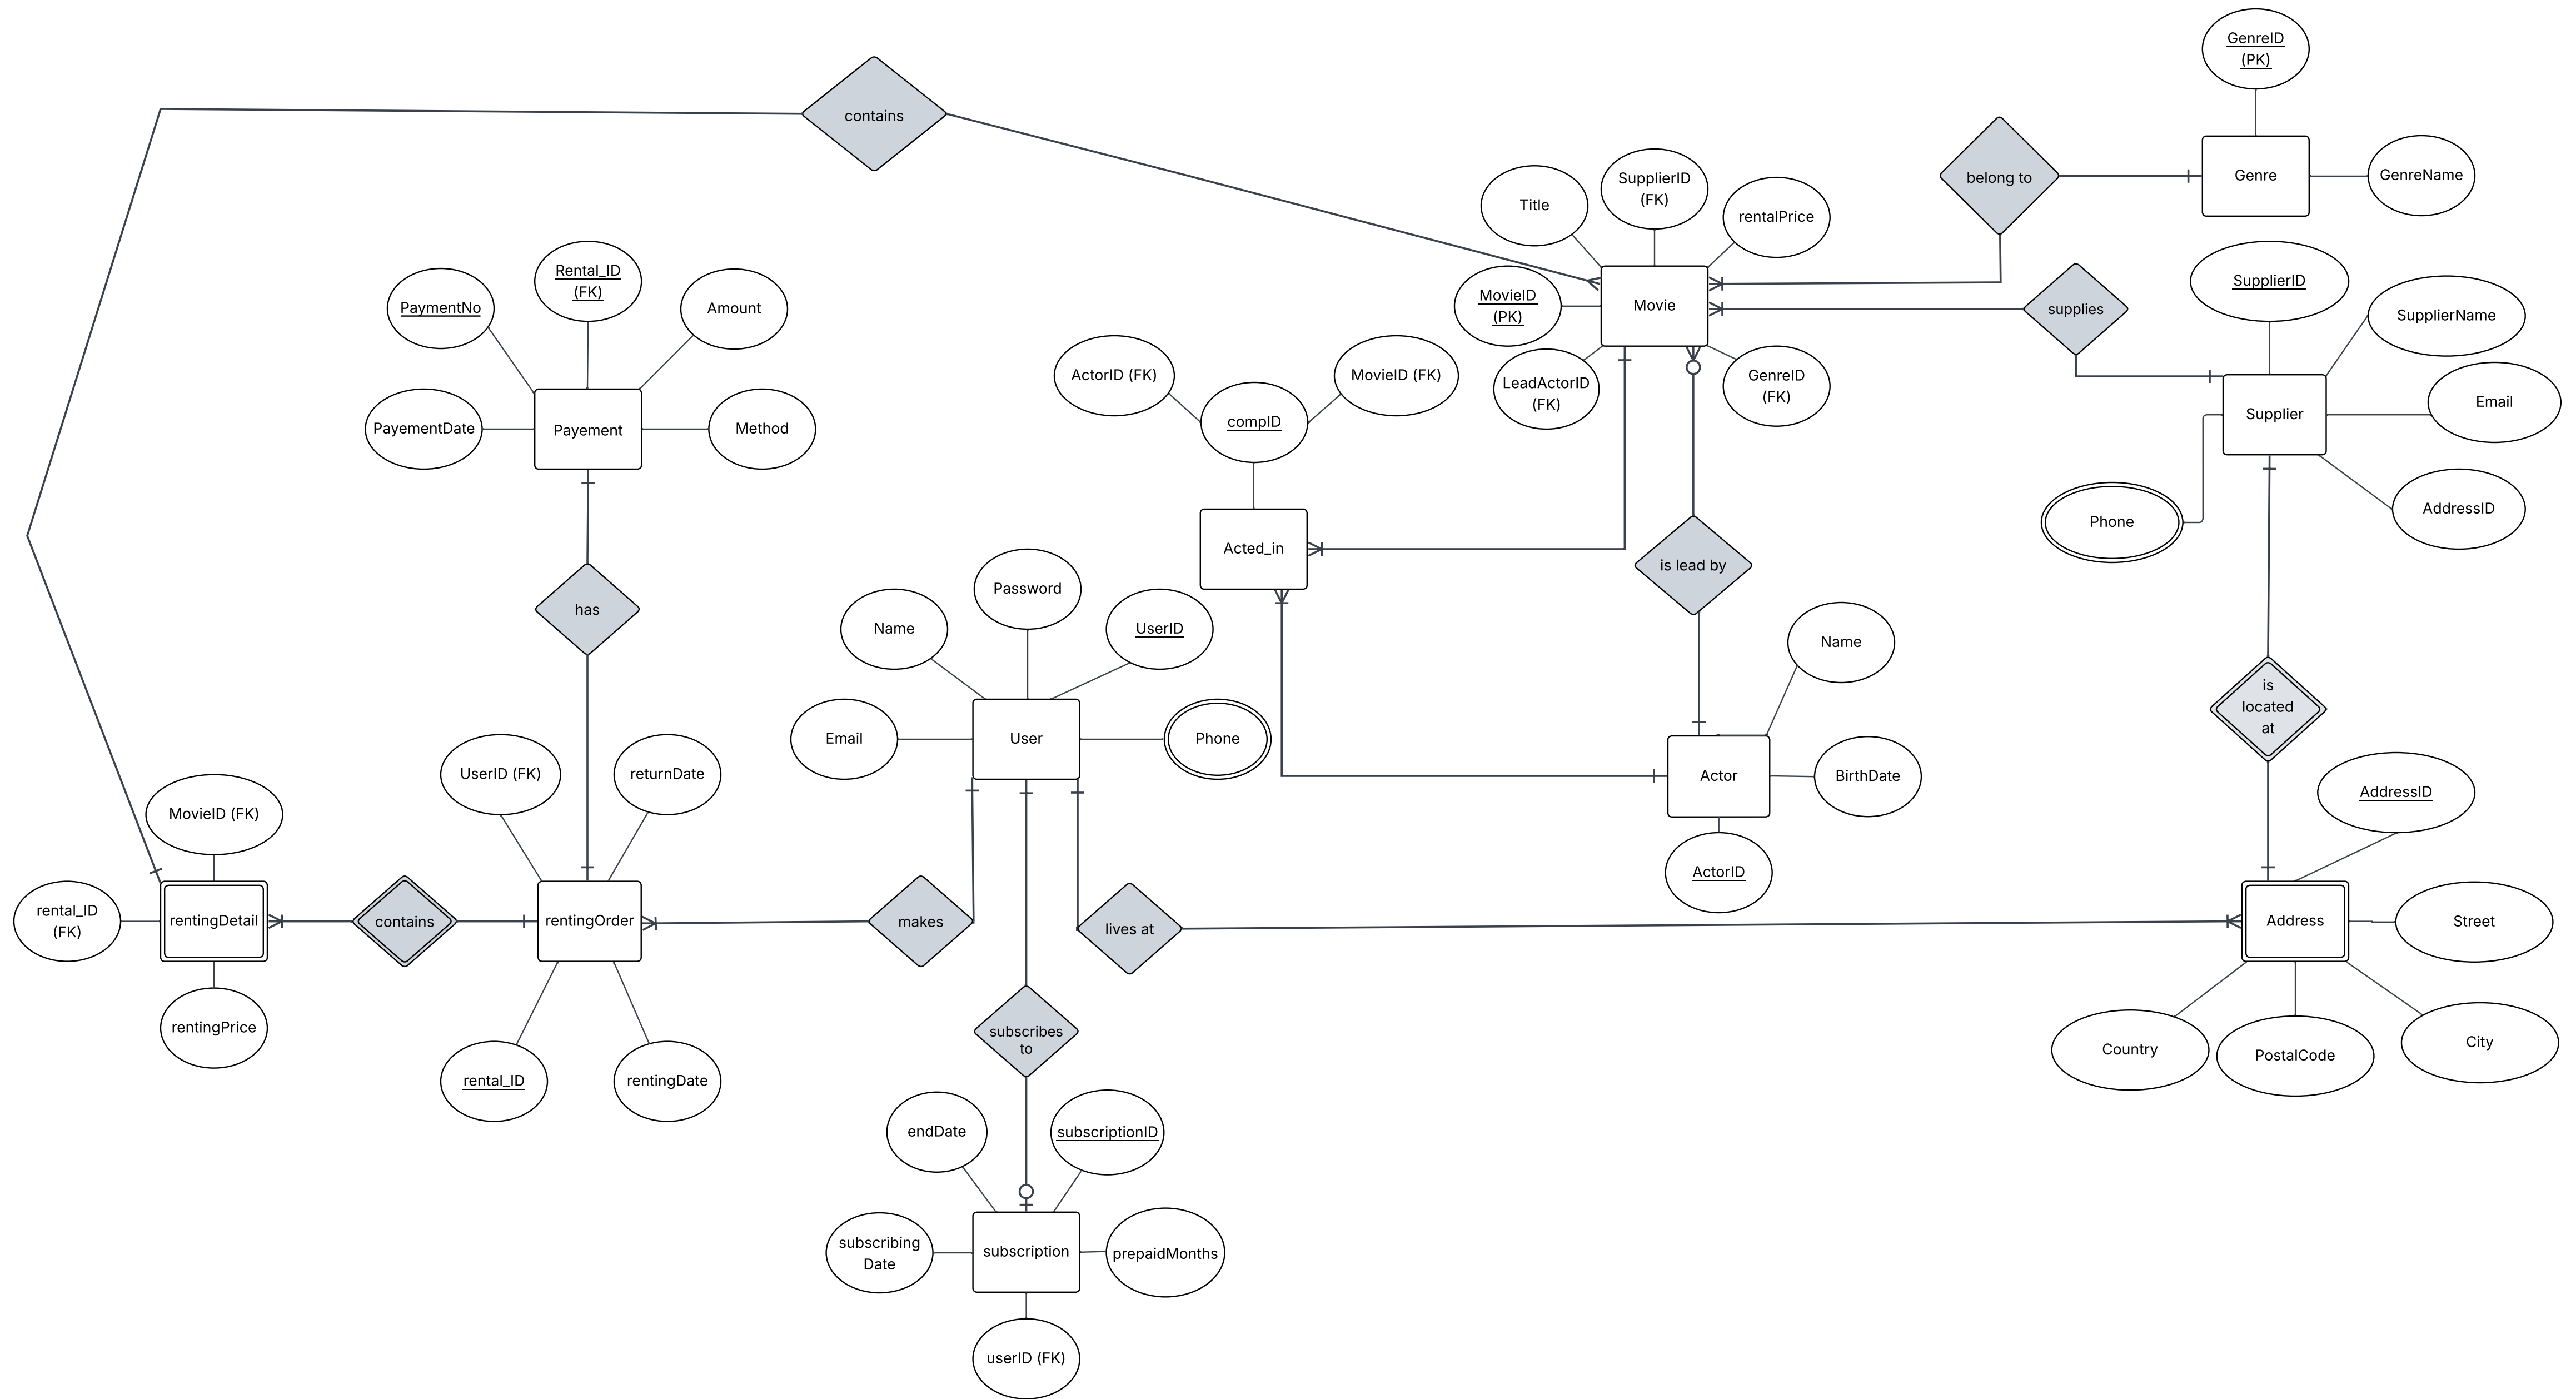 GenreID
(PK)
contains
belong to
Genre
GenreName
Title
SupplierID
(FK)
rentalPrice
Rental_ID
(FK)
PaymentNo
Amount
MovieID
(PK)
Movie
supplies
SupplierID
SupplierName
ActorID (FK)
MovieID (FK)
LeadActorID
(FK)
GenreID
(FK)
PayementDate
Payement
Method
compID
Supplier
Email
Phone
AddressID
Acted_in
is lead by
has
Password
Name
UserID
Name
Email
User
Phone
is
located
at
UserID (FK)
returnDate
Actor
BirthDate
AddressID
MovieID (FK)
ActorID
rental_ID
(FK)
rentingDetail
contains
rentingOrder
makes
lives at
Address
Street
rentingPrice
subscribes
to
Country
PostalCode
City
rental_ID
rentingDate
endDate
subscriptionID
subscribing
Date
subscription
prepaidMonths
userID (FK)